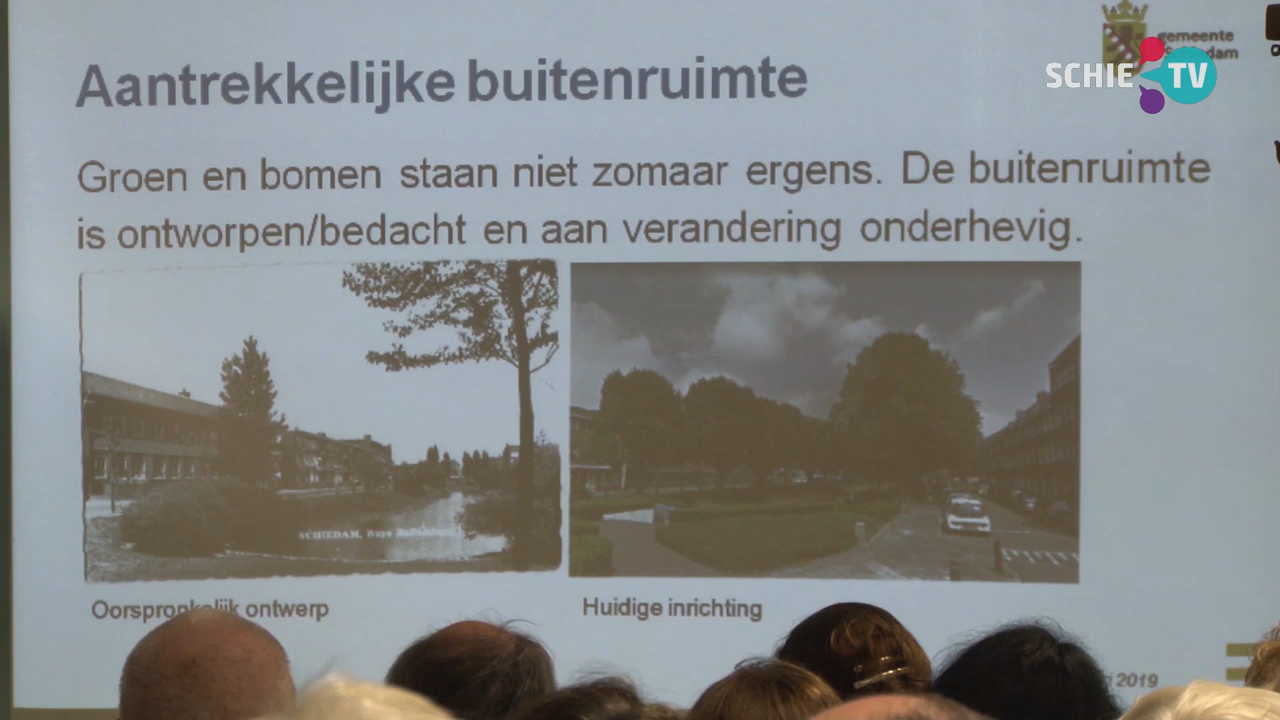 gemeente
SCHIE TV
Aantrekkelijke buitenruimte
Groen en bomen staan niet zomaar ergens. De buitenruimte
is ontworpen/bedacht en aan verandering onderhevig.
SCHIEDAM,
Oorspronkelijk ontwerp
Huidige inrichting
2019